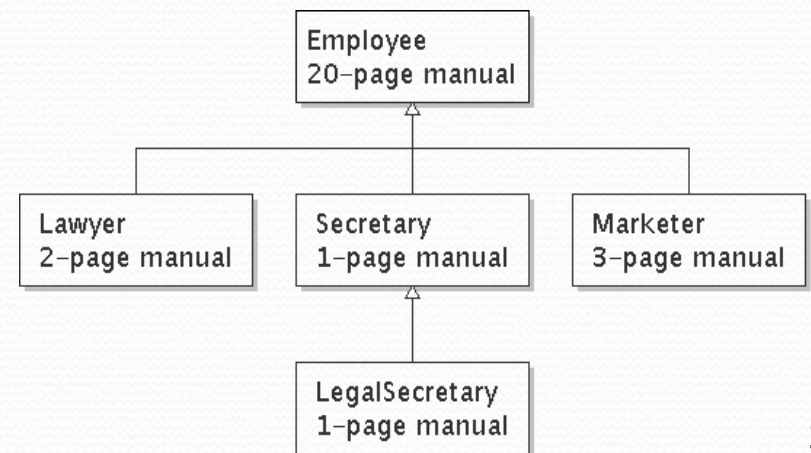 Employee
20-page manual
Lawyer
2-page manual
Secretary
1-page manual
Marketer
3-page manual
LegalSecretary
1-page manual